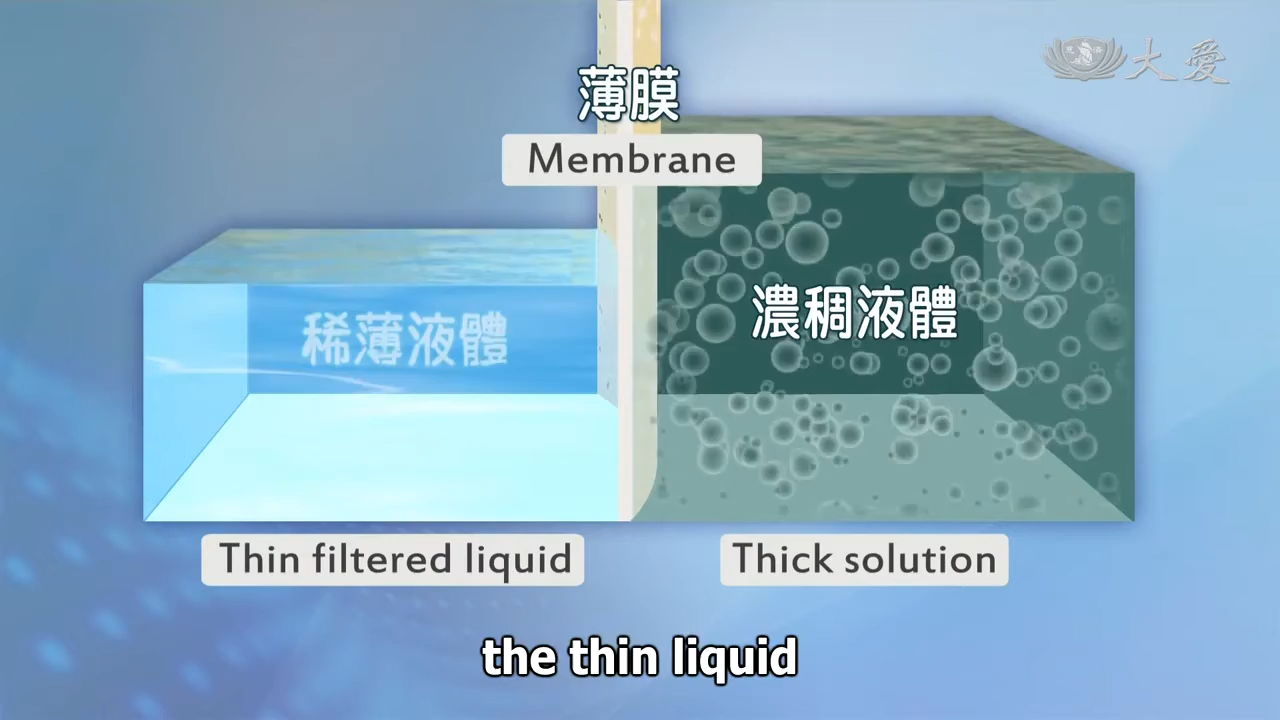 大愛
薄膜
Membrane
稀薄液體
濃稠液體
Thin filtered liquid
Thick solution
the thin liquid